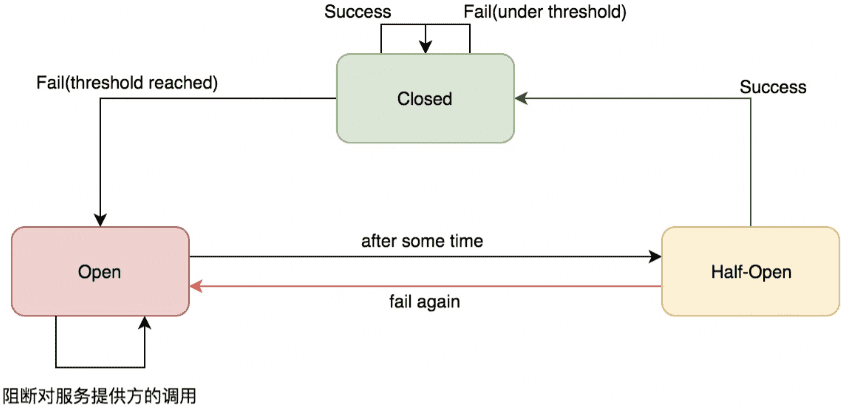 Success
Fail(under threshold)
Fail(threshold reached)
Closed
Success
Open
after some time
Half-Open
fail again
阻断对服务提供方的调用